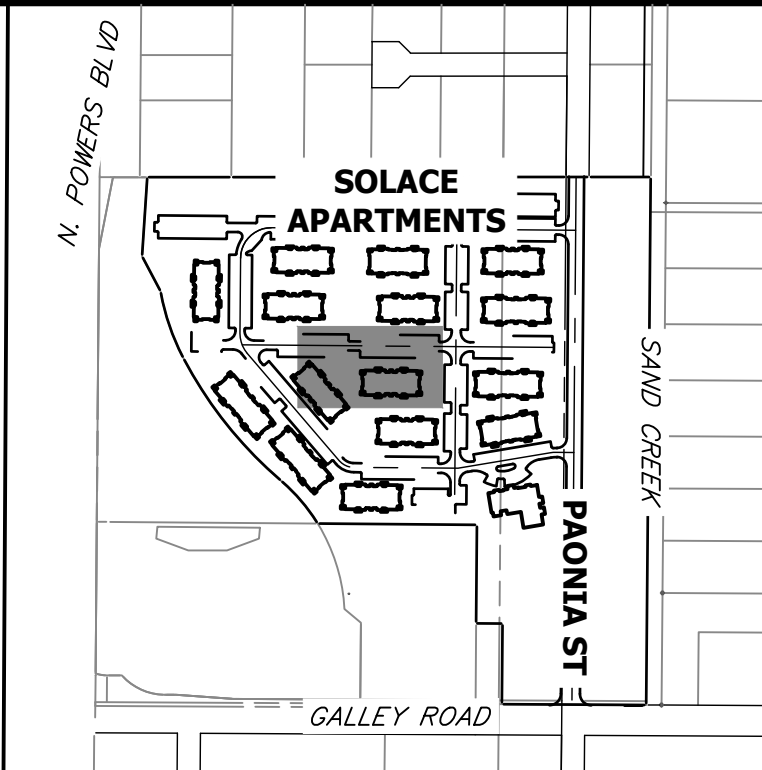 N. POWERS BLVD
SOLACE
APARTMENTS
SAND CREEK
PAONIA ST
GALLEY ROAD